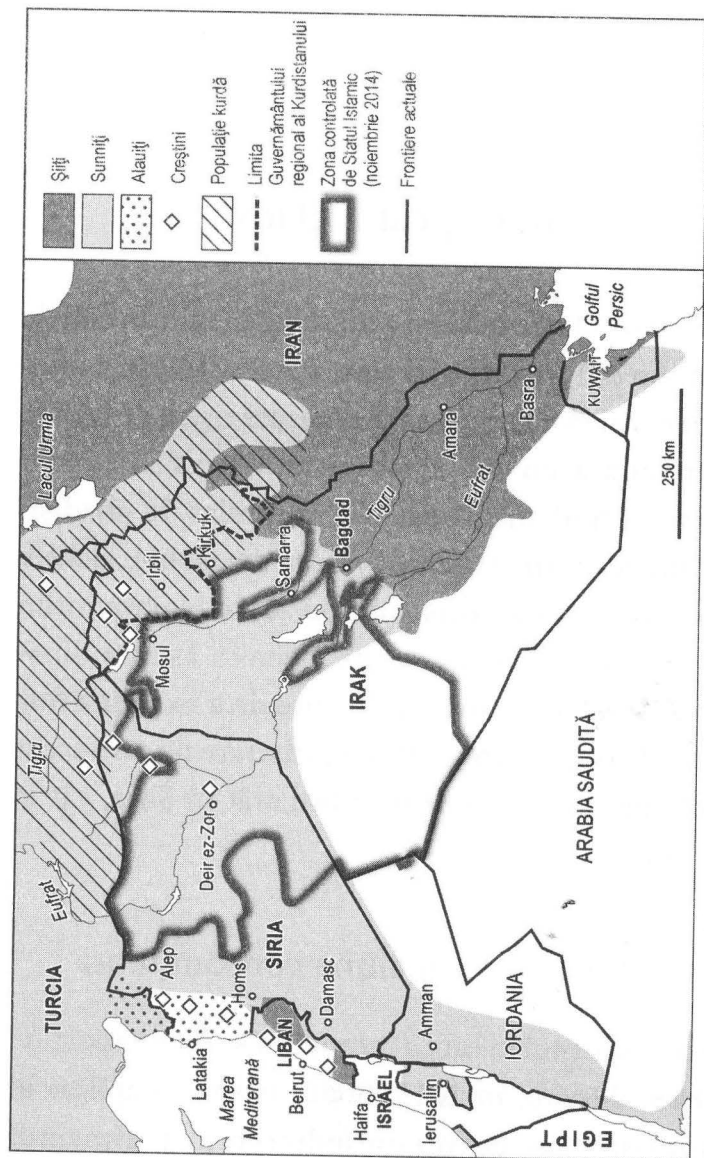 TURCIA
Eufrat
Tigru
Lacul Urmia
IRAN
Alep
Latakia
Marea
Mediterană
Homs
SIRIA
Deir ez-Zor
Mosul
Irbil
Kirkuk
Samarra
Bagdad
Tigru
Amara
Eufrat
Basra
Golful
Persic
KUWAIT
LIBAN
Beirut
Damasc
Haifa
ISRAEL
Ierusalim
Amman
IORDANIA
EGIPT
IRAK
ARABIA SAUDITĂ
250 km
Șiiți
Sunniți
Alauiți
Creștini
Populație kurdă
Limita
Guvernământului
regional al Kurdistanului
Zona controlată
de Statul Islamic
(noiembrie 2014)
Frontiere actuale